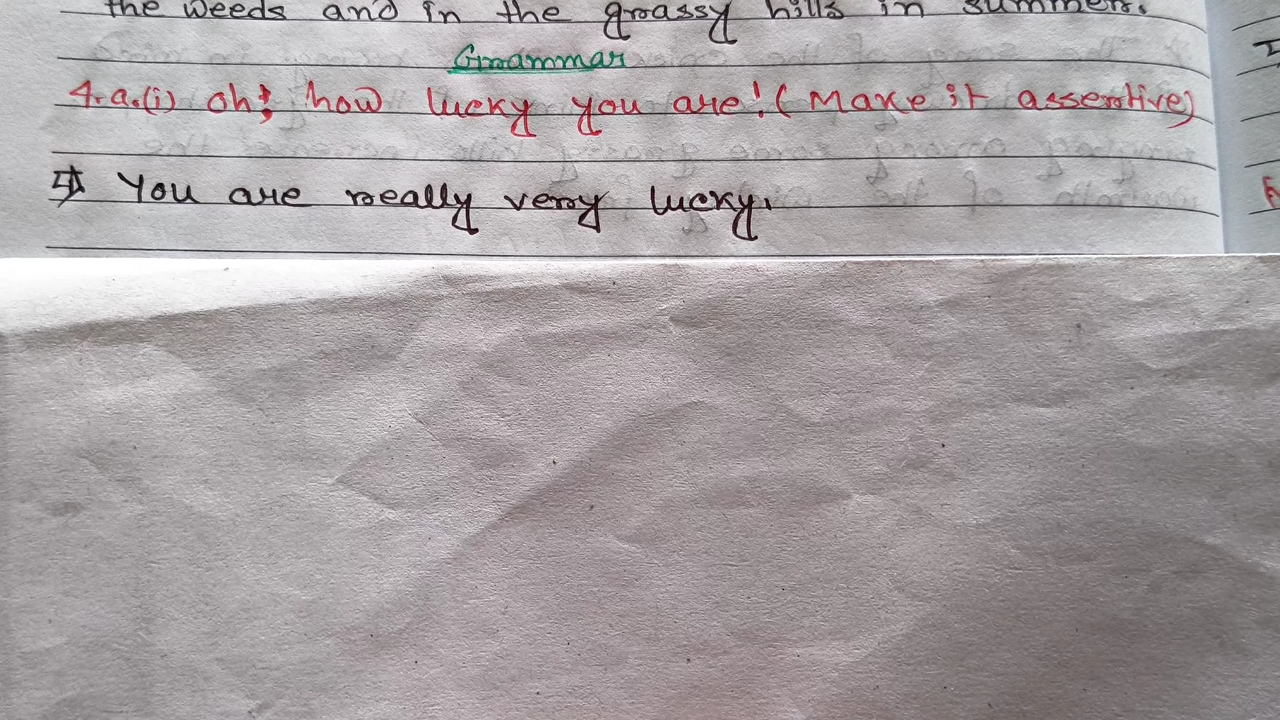 the weeds and in the grassy hills in summer.
Grammar
4.a.(i) oh; how lucky you are! (Make it assertive)
⇒ You are really very lucky.